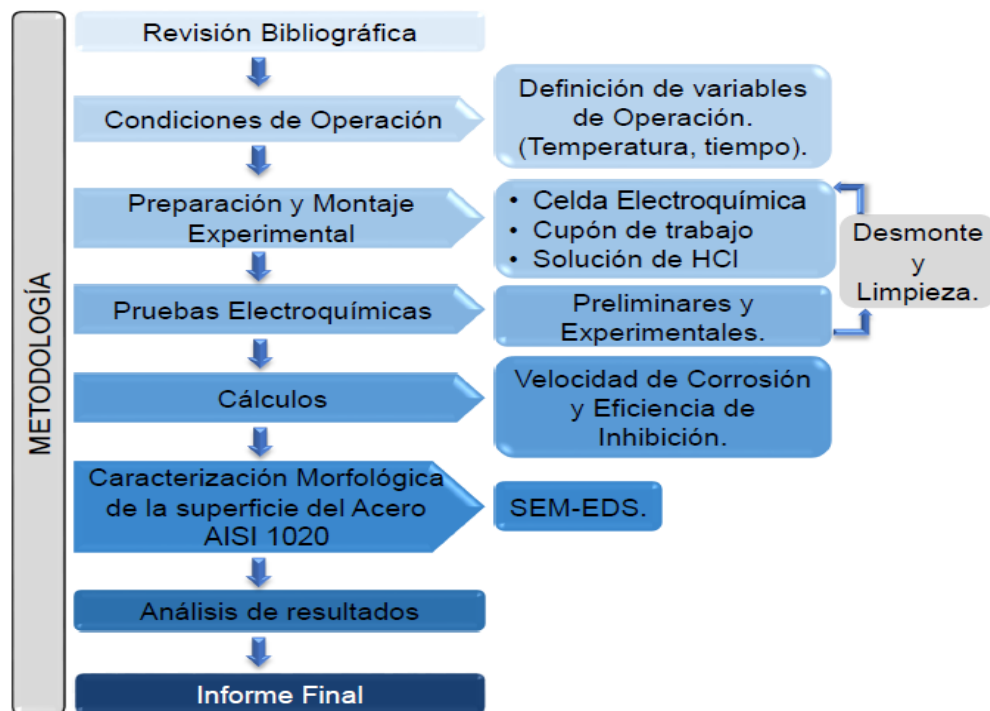 METODOLOGÍA
Revisión Bibliográfica
Condiciones de Operación
Definición de variables
de Operación.
(Temperatura, tiempo).
Preparación y Montaje
Experimental
• Celda Electroquímica
• Cupón de trabajo
• Solución de HCl
Desmonte
y
Limpieza.
Pruebas Electroquímicas
Preliminares y
Experimentales.
Cálculos
Velocidad de Corrosión
y Eficiencia de
Inhibición.
Caracterización Morfológica
de la superficie del Acero
AISI 1020
SEM-EDS.
Análisis de resultados
Informe Final